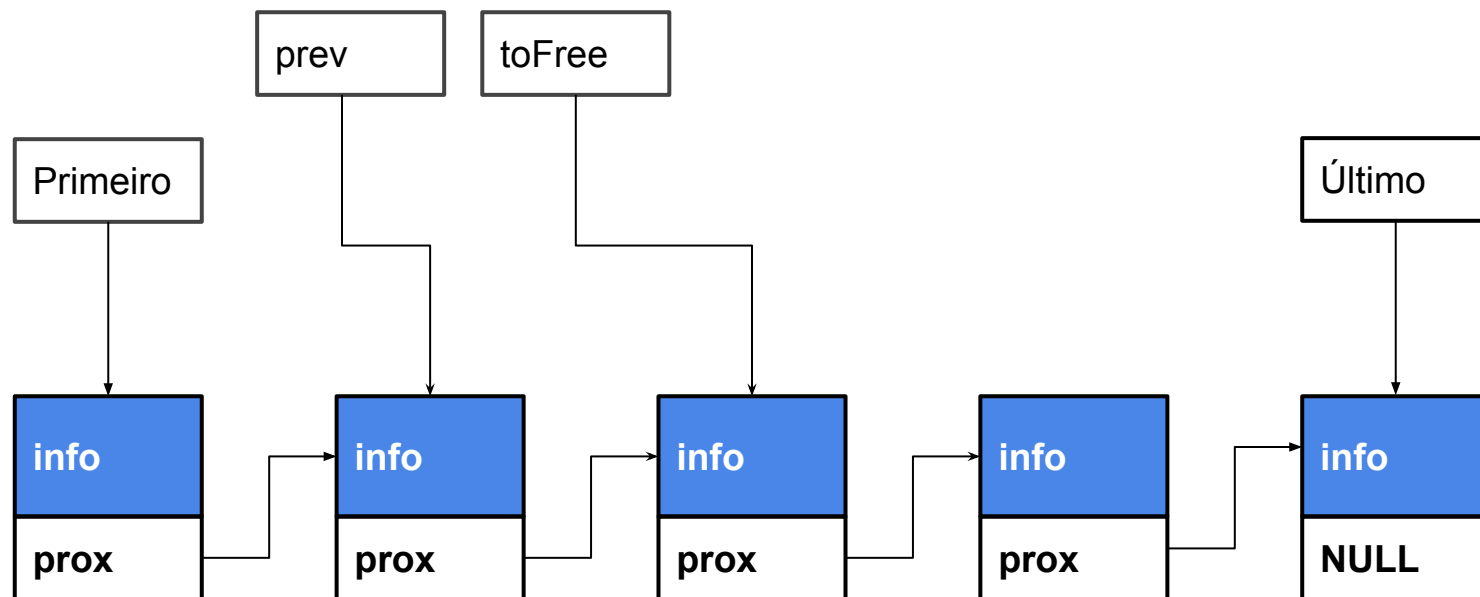 prev
toFree
Primeiro
Último
info
info
info
info
info
prox
prox
prox
prox
NULL